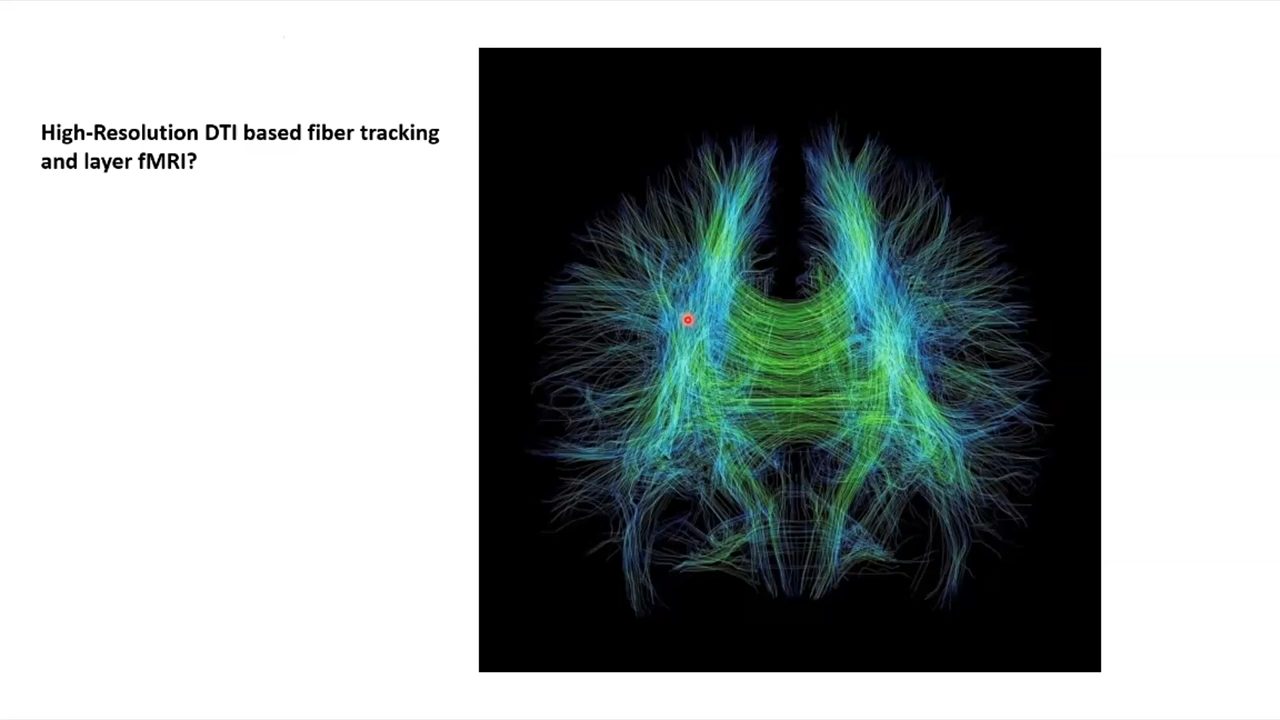 High-Resolution DTI based fiber tracking
and layer fMRI?